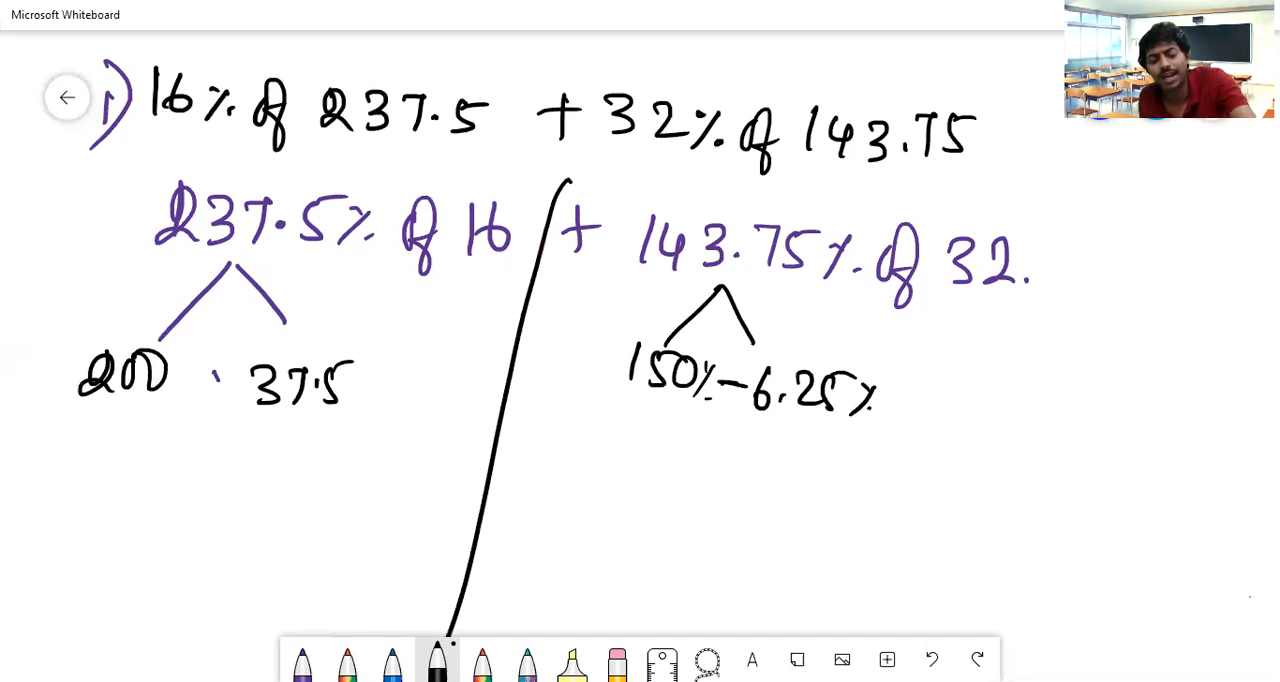 Microsoft Whiteboard
1) 16% of 237.5 + 32% of 143.75
237.5% of 16 + 143.75% of 32.
200 37.5 150% - 6.25%
A